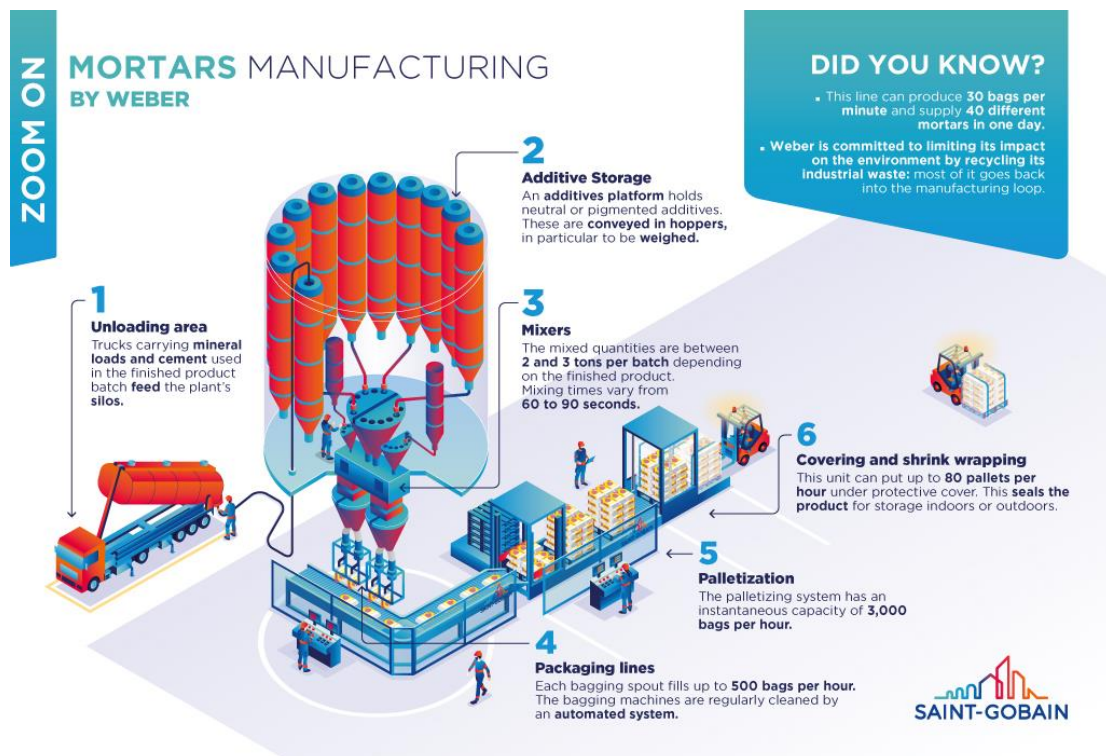 ZOOM ON
MORTARS MANUFACTURING
BY WEBER
DID YOU KNOW?
▪ This line can produce 30 bags per
minute and supply 40 different
mortars in one day.
▪ Weber is committed to limiting its impact
on the environment by recycling its
industrial waste: most of it goes back
into the manufacturing loop.
1
Unloading area
Trucks carrying mineral
loads and cement used
in the finished product
batch feed the plant's
silos.
2
Additive Storage
An additives platform holds
neutral or pigmented additives.
These are conveyed in hoppers,
in particular to be weighed.
3
Mixers
The mixed quantities are between
2 and 3 tons per batch depending
on the finished product.
Mixing times vary from
60 to 90 seconds.
4
Packaging lines
Each bagging spout fills up to 500 bags per hour.
The bagging machines are regularly cleaned by
an automated system.
5
Palletization
The palletizing system has an
instantaneous capacity of 3,000
bags per hour.
6
Covering and shrink wrapping
This unit can put up to 80 pallets per
hour under protective cover. This seals the
product for storage indoors or outdoors.
SAINT-GOBAIN